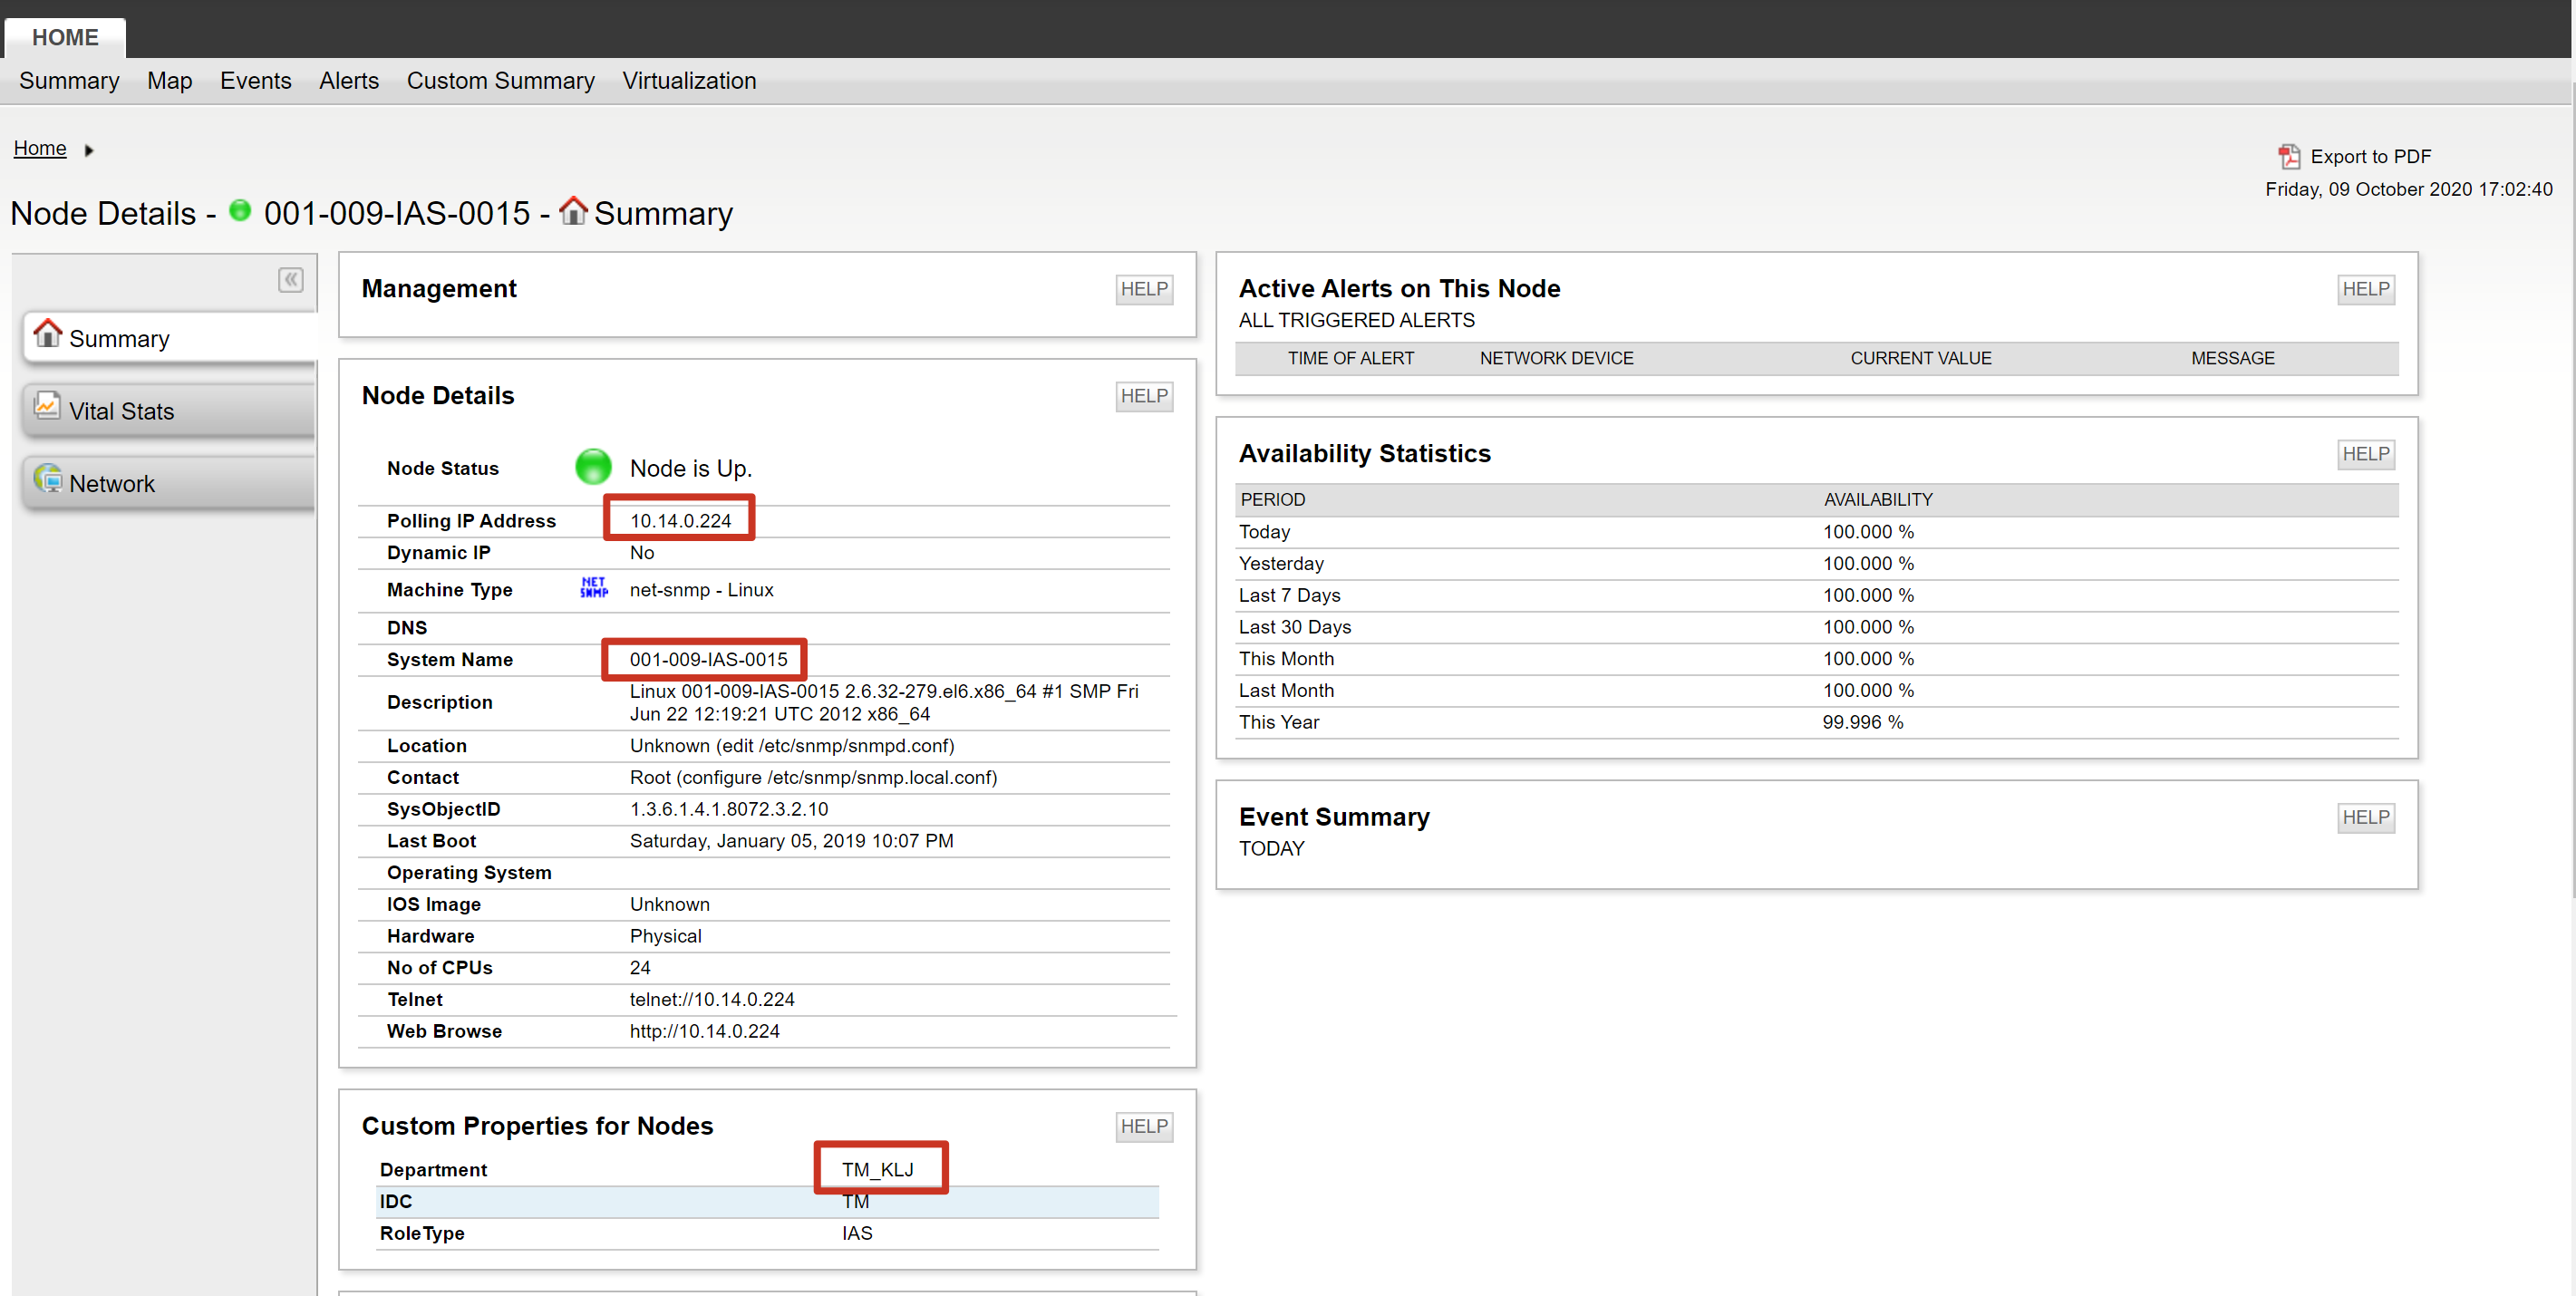 HOME
Summary Map Events Alerts Custom Summary Virtualization
Home
Export to PDF
Friday, 09 October 2020 17:02:40
Node Details - 001-009-IAS-0015 - Summary
Summary
Vital Stats
Network
Management HELP
Node Details HELP
Node Status Node is Up.
Polling IP Address 10.14.0.224
Dynamic IP No
Machine Type NET SNMP net-snmp - Linux
DNS
System Name 001-009-IAS-0015
Description Linux 001-009-IAS-0015 2.6.32-279.el6.x86_64 #1 SMP Fri
Jun 22 12:19:21 UTC 2012 x86_64
Location Unknown (edit /etc/snmp/snmpd.conf)
Contact Root (configure /etc/snmp/snmp.local.conf)
SysObjectID 1.3.6.1.4.1.8072.3.2.10
Last Boot Saturday, January 05, 2019 10:07 PM
Operating System
IOS Image Unknown
Hardware Physical
No of CPUs 24
Telnet telnet://10.14.0.224
Web Browse http://10.14.0.224
Custom Properties for Nodes HELP
Department TM_KLJ
IDC TM
RoleType IAS
Active Alerts on This Node HELP
ALL TRIGGERED ALERTS
TIME OF ALERT NETWORK DEVICE CURRENT VALUE MESSAGE
Availability Statistics HELP
PERIOD AVAILABILITY
Today 100.000 %
Yesterday 100.000 %
Last 7 Days 100.000 %
Last 30 Days 100.000 %
This Month 100.000 %
Last Month 100.000 %
This Year 99.996 %
Event Summary HELP
TODAY